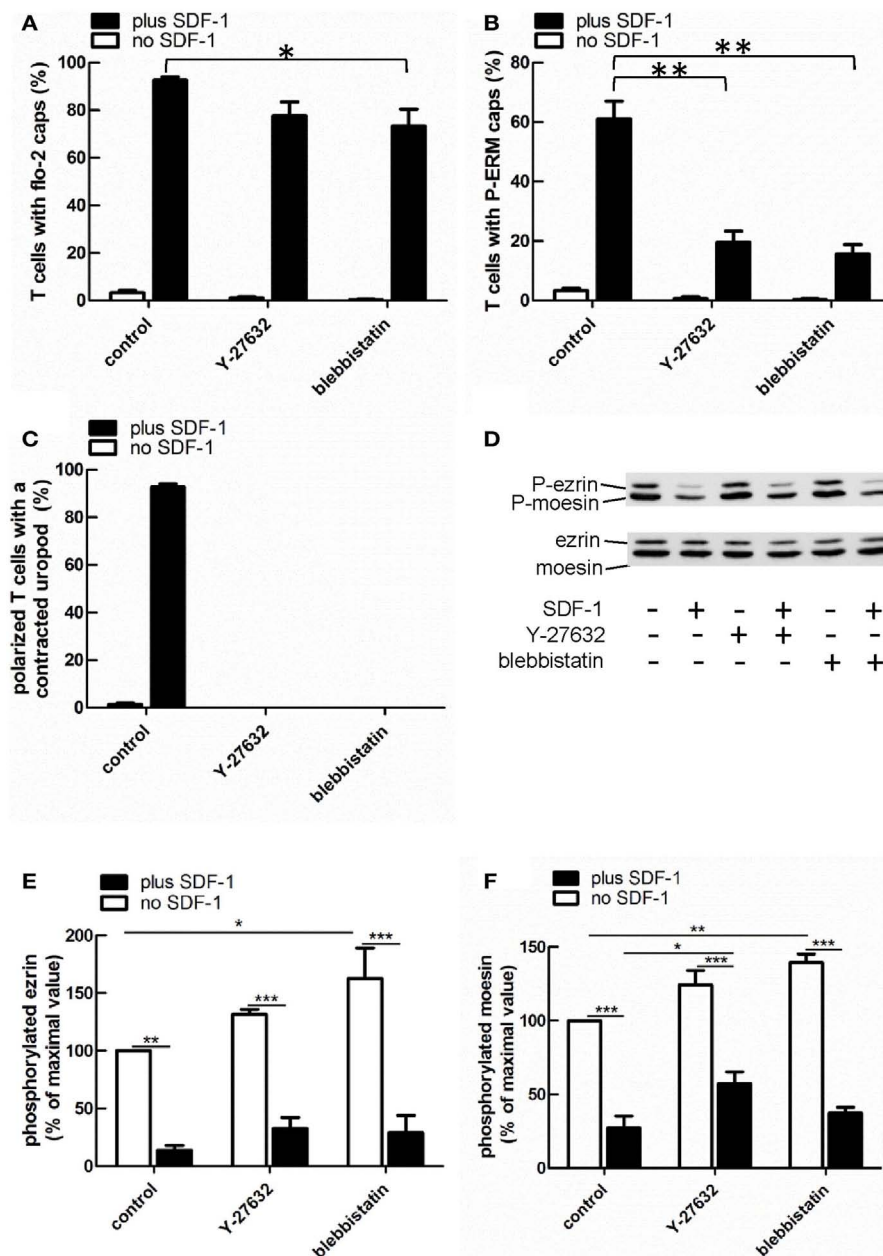 A
plus SDF-1
no SDF-1
*
T cells with flo-2 caps (%)
100
80
60
40
20
0
control
Y-27632
blebbistatin
B
plus SDF-1
no SDF-1
**
**
T cells with P-ERM caps (%)
80
60
40
20
0
control
Y-27632
blebbistatin
C
plus SDF-1
no SDF-1
polarized T cells with a
contracted uropod (%)
100
80
60
40
20
0
control
Y-27632
blebbistatin
D
P-ezrin
P-moesin
ezrin
moesin
SDF-1 - + - + - +
Y-27632 - - + + - -
blebbistatin - - - - + +
E
plus SDF-1
no SDF-1
*
**
***
***
phosphorylated ezrin
(% of maximal value)
200
150
100
50
0
control
Y-27632
blebbistatin
F
plus SDF-1
no SDF-1
**
*
***
***
***
phosphorylated moesin
(% of maximal value)
150
100
50
0
control
Y-27632
blebbistatin